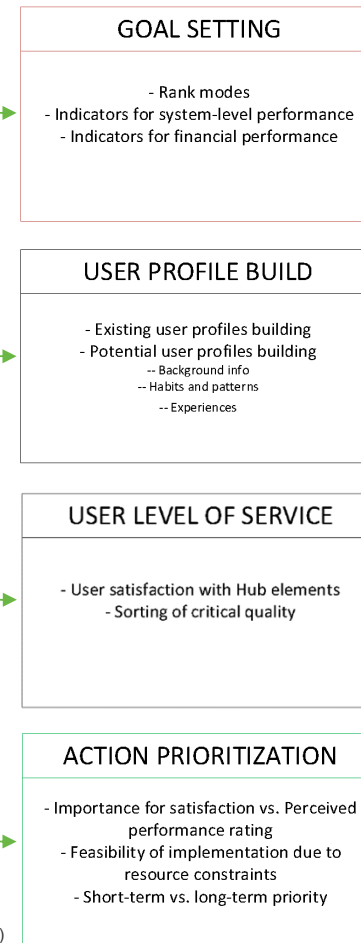 GOAL SETTING
- Rank modes
- Indicators for system-level performance
- Indicators for financial performance
USER PROFILE BUILD
- Existing user profiles building
- Potential user profiles building
-- Background info
-- Habits and patterns
-- Experiences
USER LEVEL OF SERVICE
- User satisfaction with Hub elements
- Sorting of critical quality
ACTION PRIORITIZATION
- Importance for satisfaction vs. Perceived
performance rating
- Feasibility of implementation due to
resource constraints
- Short-term vs. long-term priority
)